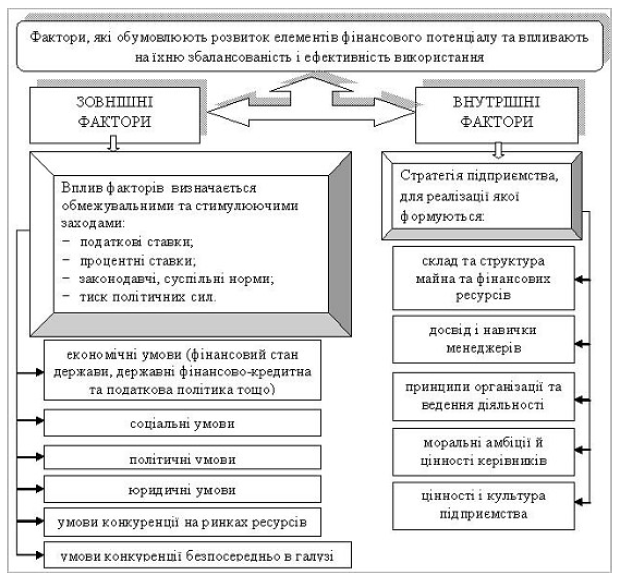 Фактори, які обумовлюють розвиток елементів фінансового потенціалу та впливають
на їхню збалансованість і ефективність використання
ЗОВНІШНІ
ФАКТОРИ
ВНУТРІШНІ
ФАКТОРИ
Вплив факторів визначається
обмежувальними та стимулюючими
заходами:
– податкові ставки;
– процентні ставки;
– законодавчі, суспільні норми;
– тиск політичних сил.
економічні умови (фінансовий стан
держави, державні фінансово-кредитна
та податкова політика тощо)
соціальні умови
політичні умови
юридичні умови
умови конкуренції на ринках ресурсів
умови конкуренції безпосередньо в галузі
Стратегія підприємства,
для реалізації якої
формуються:
склад та структура
майна та фінансових
ресурсів
досвід і навички
менеджерів
принципи організації та
ведення діяльності
моральні амбіції й
цінності керівників
цінності і культура
підприємства